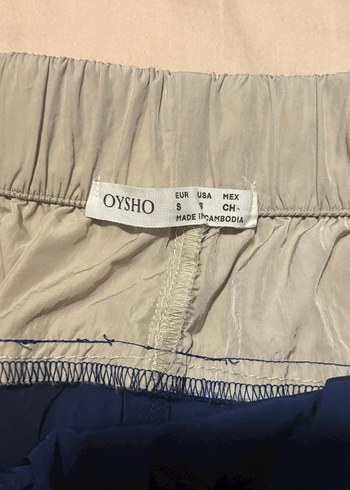 OYSHO
EUR USA MEX
S S CH
MADE IN CAMBODIA